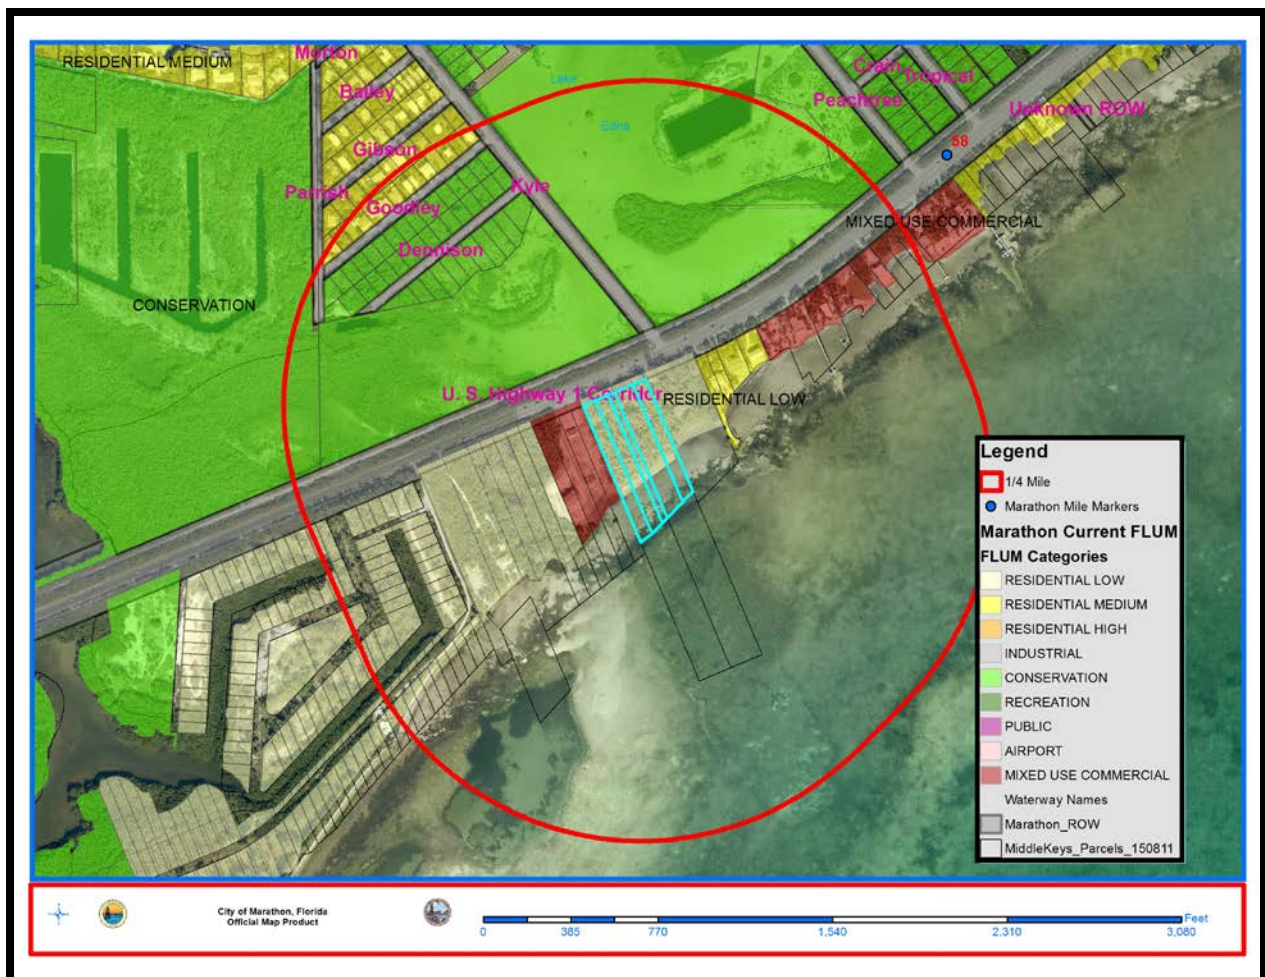 RESIDENTIAL MEDIUM
Morton
Bailey
Gibson
Parrish
Goodley
Kyle
Dennison
CONSERVATION
Lake
Edna
Crain
Tropical
Peachtree
Unknown ROW
58
MIXED USE COMMERCIAL
U. S. Highway 1 Corridor
RESIDENTIAL LOW
Legend
1/4 Mile
Marathon Mile Markers
Marathon Current FLUM
FLUM Categories
RESIDENTIAL LOW
RESIDENTIAL MEDIUM
RESIDENTIAL HIGH
INDUSTRIAL
CONSERVATION
RECREATION
PUBLIC
AIRPORT
MIXED USE COMMERCIAL
Waterway Names
Marathon_ROW
MiddleKeys_Parcels_150811
City of Marathon, Florida
Official Map Product
Feet
0 385 770 1,540 2,310 3,080